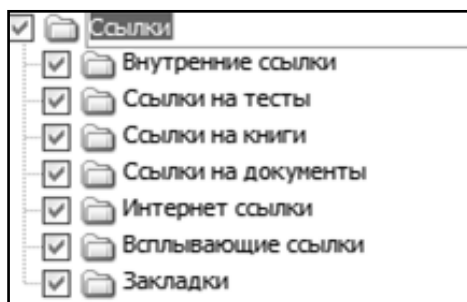 Ссылки
Внутренние ссылки
Ссылки на тесты
Ссылки на книги
Ссылки на документы
Интернет ссылки
Всплывающие ссылки
Закладки